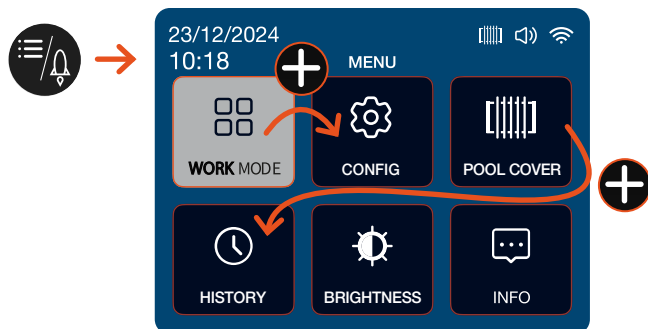 23/12/2024
10:18
MENU
WORK MODE
CONFIG
POOL COVER
HISTORY
BRIGHTNESS
INFO